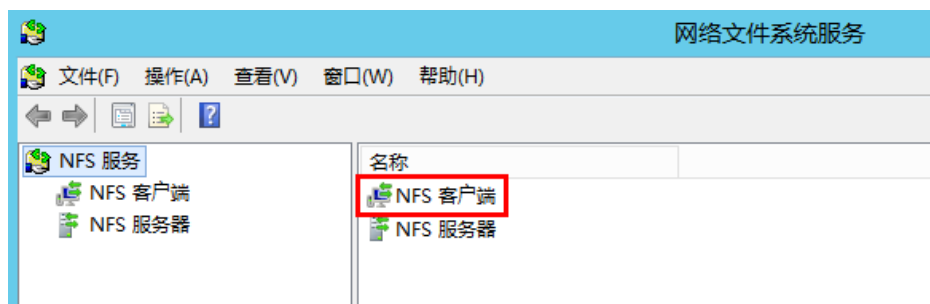 网络文件系统服务
文件(F) 操作(A) 查看(V) 窗口(W) 帮助(H)
NFS 服务
NFS 客户端
NFS 服务器
名称
NFS 客户端
NFS 服务器